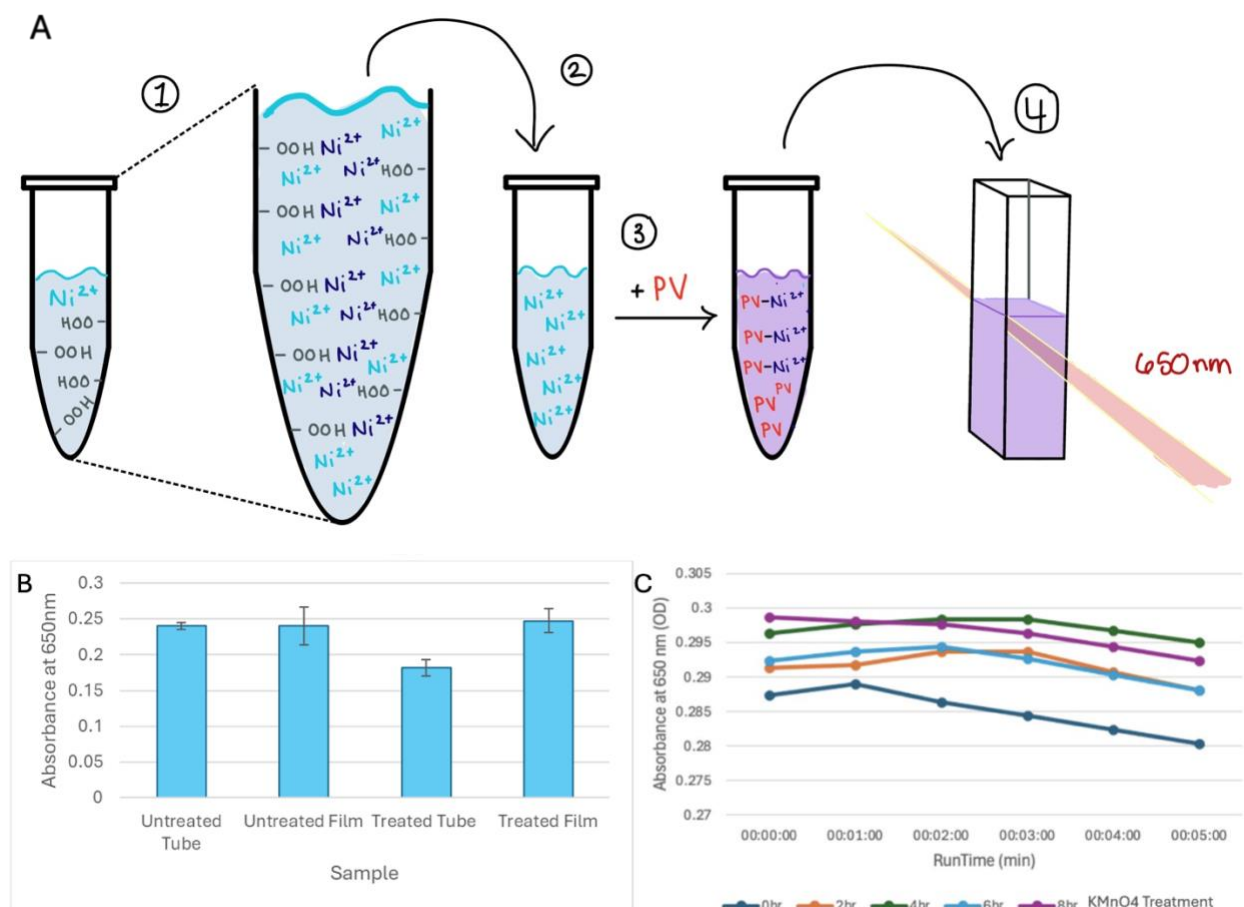 A
①
②
③
④
Ni2+
HOO
OOH
HOO
OOH
Ni2+
OOH Ni2+
Ni2+ Ni2+ HOO
OOH Ni2+ Ni2+
Ni2+ Ni2+ HOO
OOH Ni2+ Ni2+
Ni2+ Ni2+ HOO
OOH Ni2+ Ni2+
Ni2+ Ni2+ HOO
OOH Ni2+
Ni2+
Ni2+
Ni2+
Ni2+
Ni2+
Ni2+
Ni2+
+ PV
PV-Ni2+
PV-Ni2+
PV-Ni2+
PV
PV
PV
650nm
B
Absorbance at 650nm
0.3
0.25
0.2
0.15
0.1
0.05
0
Untreated Tube Untreated Film Treated Tube Treated Film
Sample
C
Absorbance at 650 nm (OD)
0.305
0.3
0.295
0.29
0.285
0.28
0.275
0.27
00:00:00 00:01:00 00:02:00 00:03:00 00:04:00 00:05:00
RunTime (min)
0hr 2hr 4hr 6hr 8hr KMnO4 Treatment